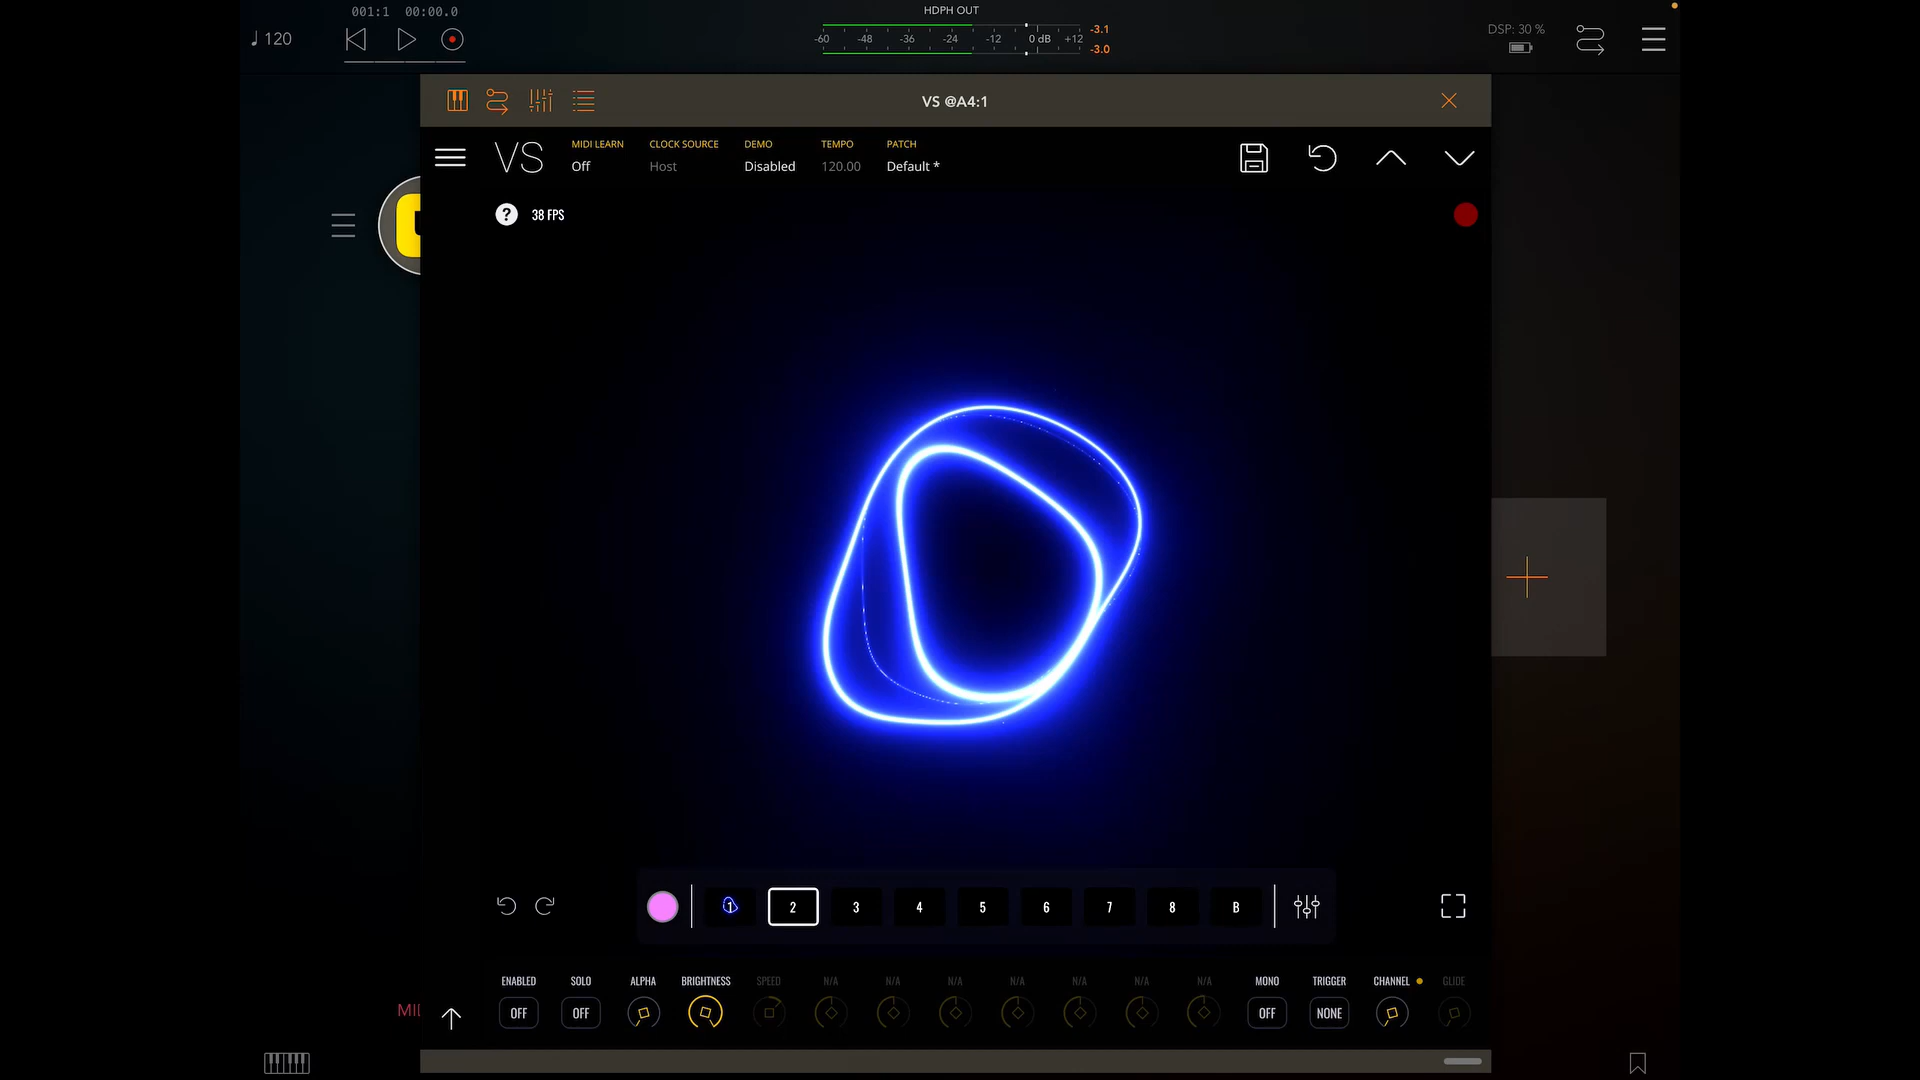 001:1 00:00.0
HDPH OUT
120
-60 -48 -36 -24 -12 0 dB +12
-3.1
-3.0
DSP: 30 %
VS @A4:1
VS
MIDI LEARN
Off
CLOCK SOURCE
Host
DEMO
Disabled
TEMPO
120.00
PATCH
Default *
? 38 FPS
1 2 3 4 5 6 7 8 B
ENABLED SOLO ALPHA BRIGHTNESS SPEED N/A N/A N/A N/A N/A N/A N/A MONO TRIGGER CHANNEL GLIDE
OFF OFF OFF NONE